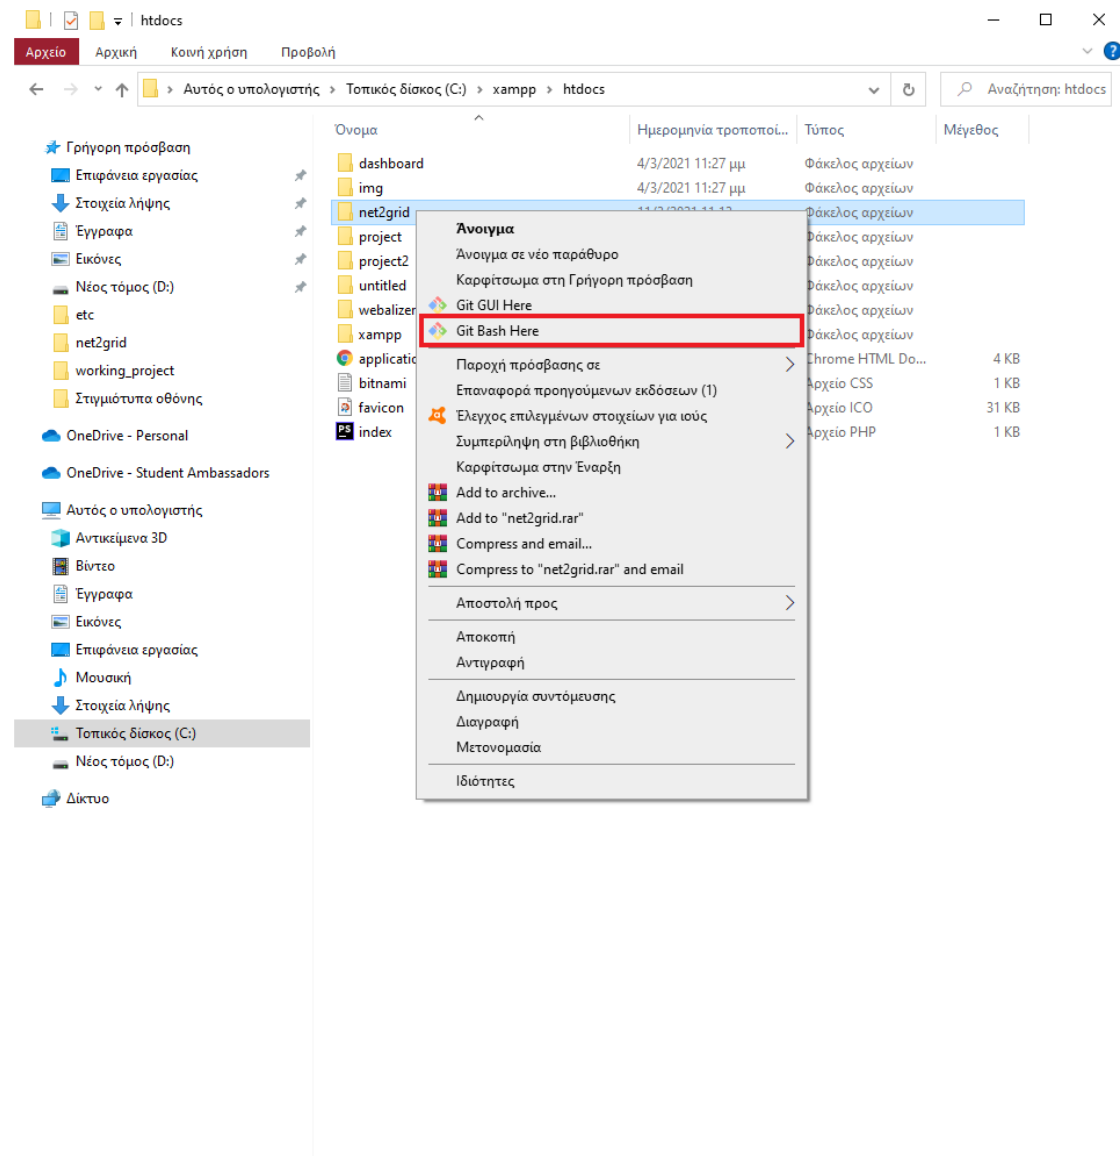 htdocs
Αρχείο Αρχική Κοινή χρήση Προβολή
Αυτός ο υπολογιστής › Τοπικός δίσκος (C:) › xampp › htdocs
Αναζήτηση: htdocs
Όνομα Ημερομηνία τροποποί... Τύπος Μέγεθος
Γρήγορη πρόσβαση
Επιφάνεια εργασίας
Στοιχεία λήψης
Έγγραφα
Εικόνες
Νέος τόμος (D:)
etc
net2grid
working_project
Στιγμιότυπα οθόνης
OneDrive - Personal
OneDrive - Student Ambassadors
Αυτός ο υπολογιστής
Αντικείμενα 3D
Βίντεο
Έγγραφα
Εικόνες
Επιφάνεια εργασίας
Μουσική
Στοιχεία λήψης
Τοπικός δίσκος (C:)
Νέος τόμος (D:)
Δίκτυο
dashboard 4/3/2021 11:27 μμ Φάκελος αρχείων
img 4/3/2021 11:27 μμ Φάκελος αρχείων
net2grid Φάκελος αρχείων
project Φάκελος αρχείων
project2 Φάκελος αρχείων
untitled Φάκελος αρχείων
webalizer Φάκελος αρχείων
xampp Φάκελος αρχείων
applicatio Chrome HTML Do... 4 KB
bitnami Αρχείο CSS 1 KB
favicon Αρχείο ICO 31 KB
index Αρχείο PHP 1 KB
Άνοιγμα
Άνοιγμα σε νέο παράθυρο
Καρφίτσωμα στη Γρήγορη πρόσβαση
Git GUI Here
Git Bash Here
Παροχή πρόσβασης σε
Επαναφορά προηγούμενων εκδόσεων (1)
Έλεγχος επιλεγμένων στοιχείων για ιούς
Συμπερίληψη στη βιβλιοθήκη
Καρφίτσωμα στην Έναρξη
Add to archive...
Add to "net2grid.rar"
Compress and email...
Compress to "net2grid.rar" and email
Αποστολή προς
Αποκοπή
Αντιγραφή
Δημιουργία συντόμευσης
Διαγραφή
Μετονομασία
Ιδιότητες